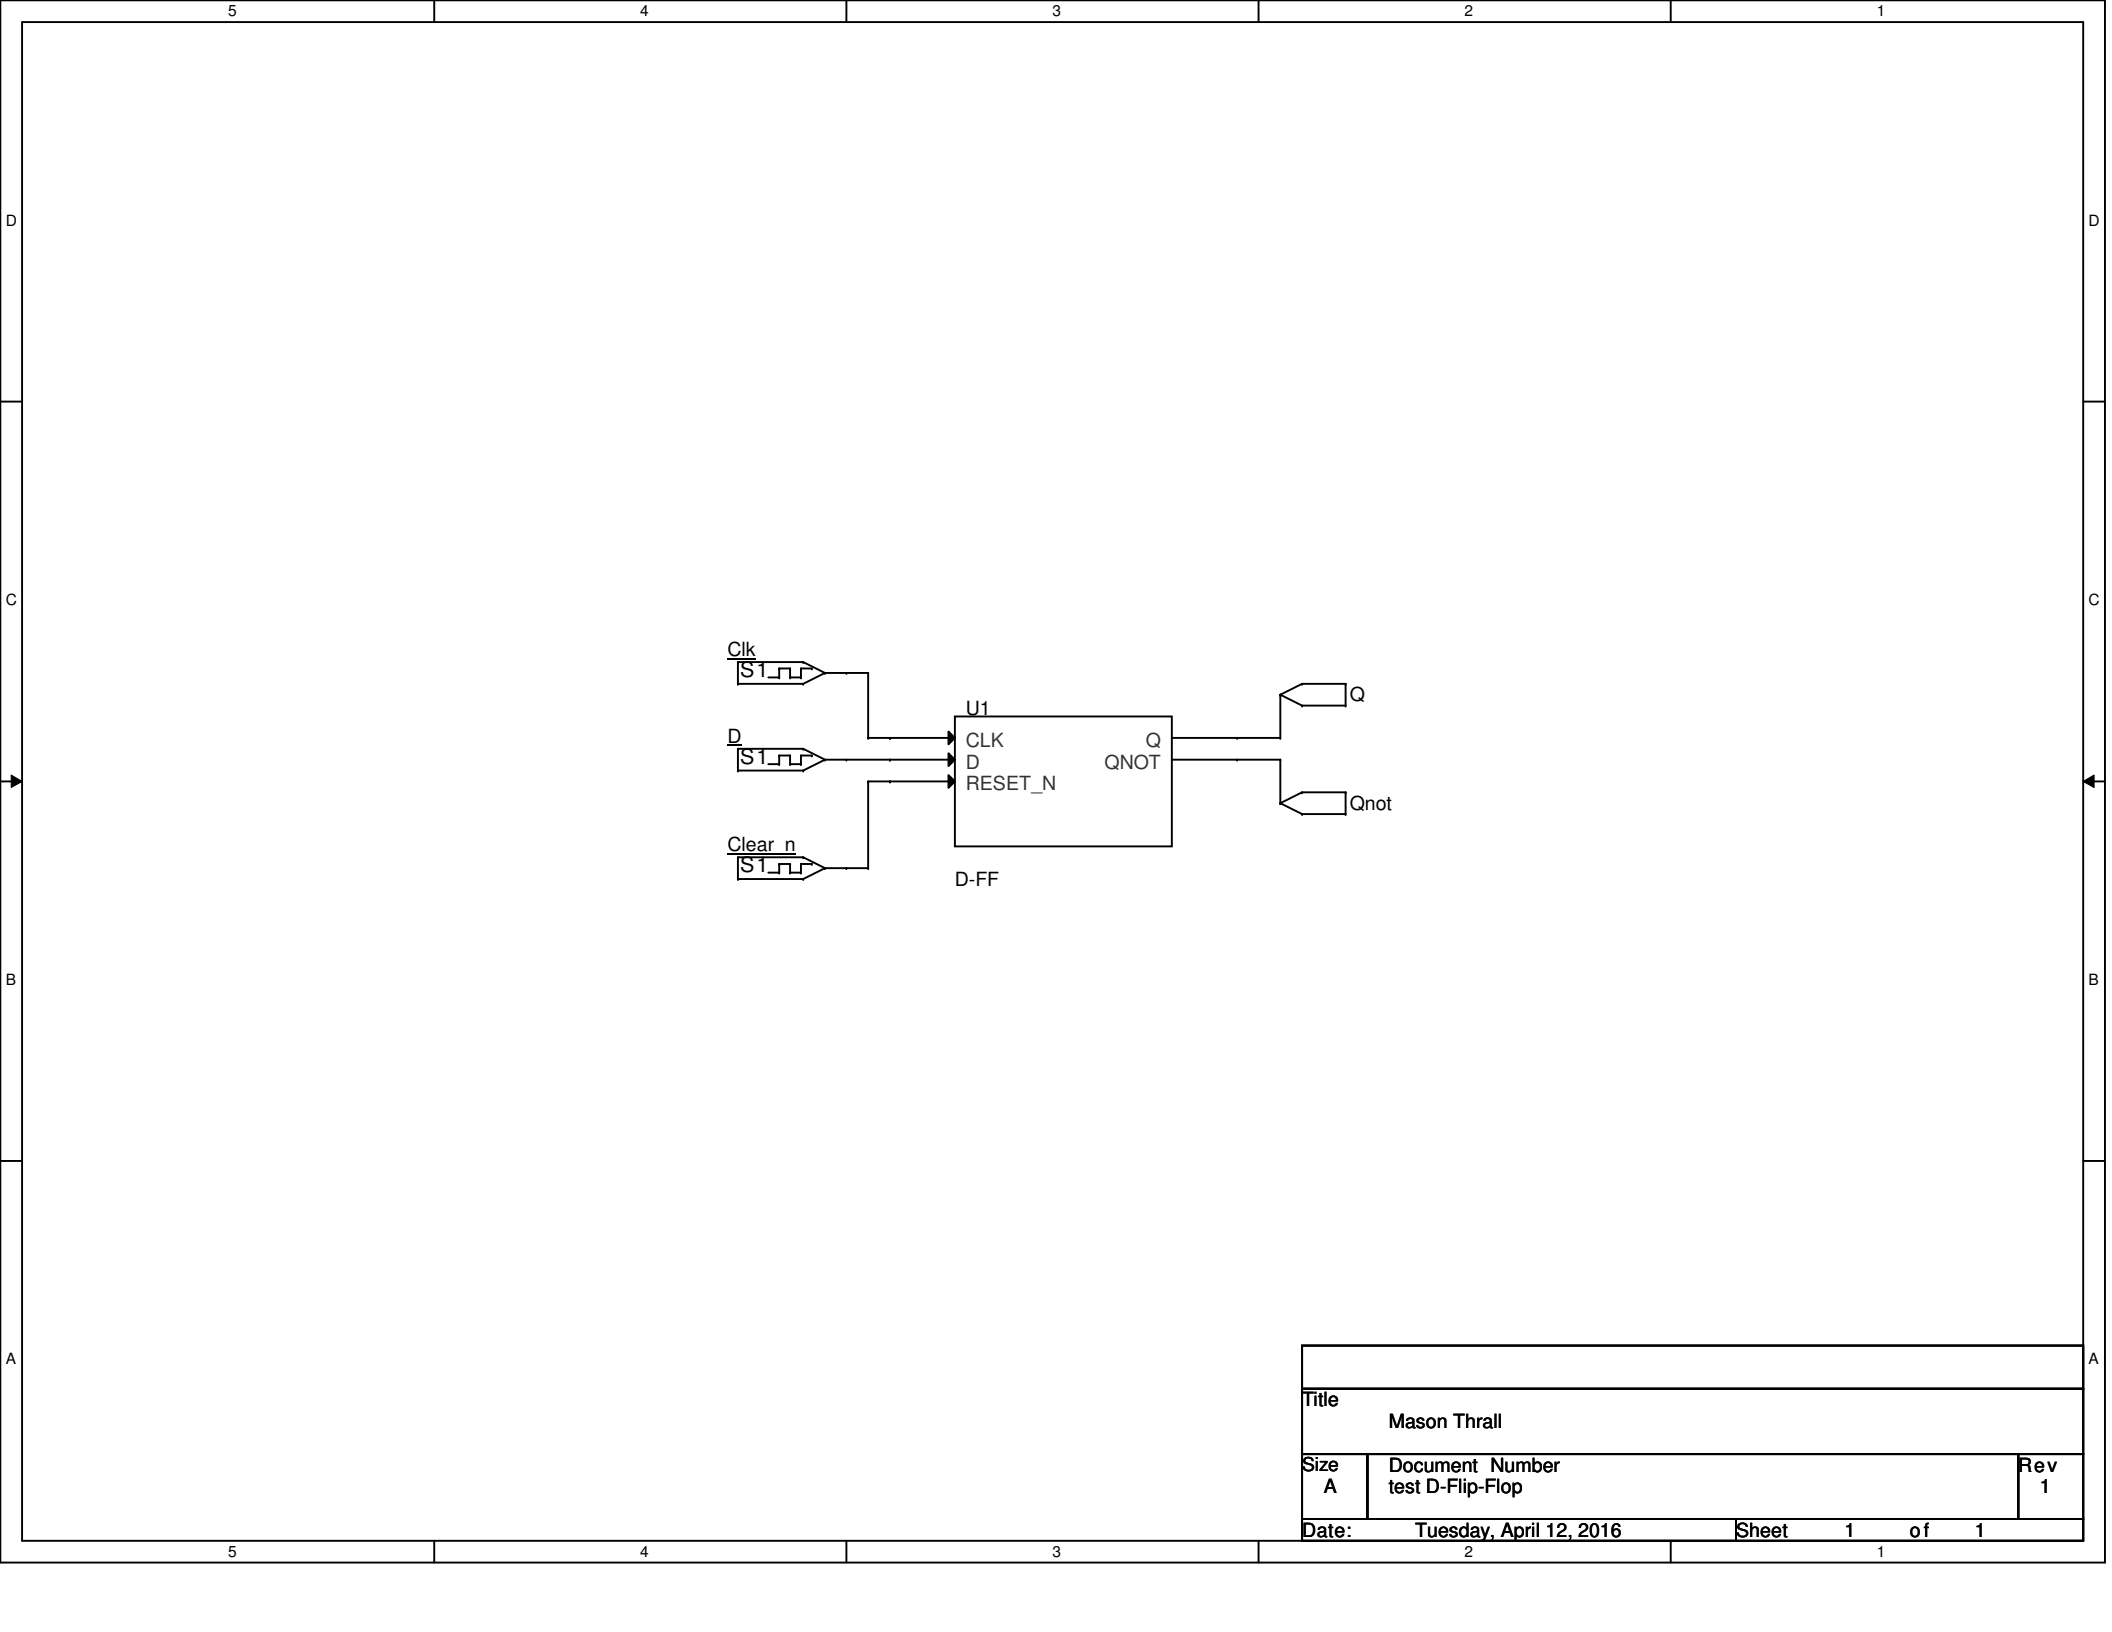 5 4 3 2 1
D D
C C
Clk
S1
Q
U1
D
CLK Q
S1
D QNOT
RESET_N
Qnot
Clear_n
S1
D-FF
B B
A A
Title
Mason Thrall
Size Document Number Rev
A test D-Flip-Flop 1
Date: Tuesday, April 12, 2016 Sheet 1 of 1
5 4 3 2 1